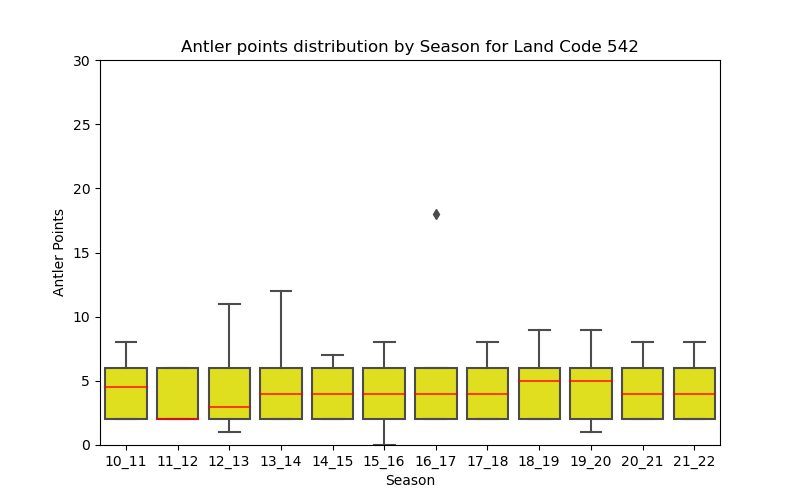 Antler points distribution by Season for Land Code 542
30
25
20
15
10
5
0
Antler Points
10_11 11_12 12_13 13_14 14_15 15_16 16_17 17_18 18_19 19_20 20_21 21_22
Season